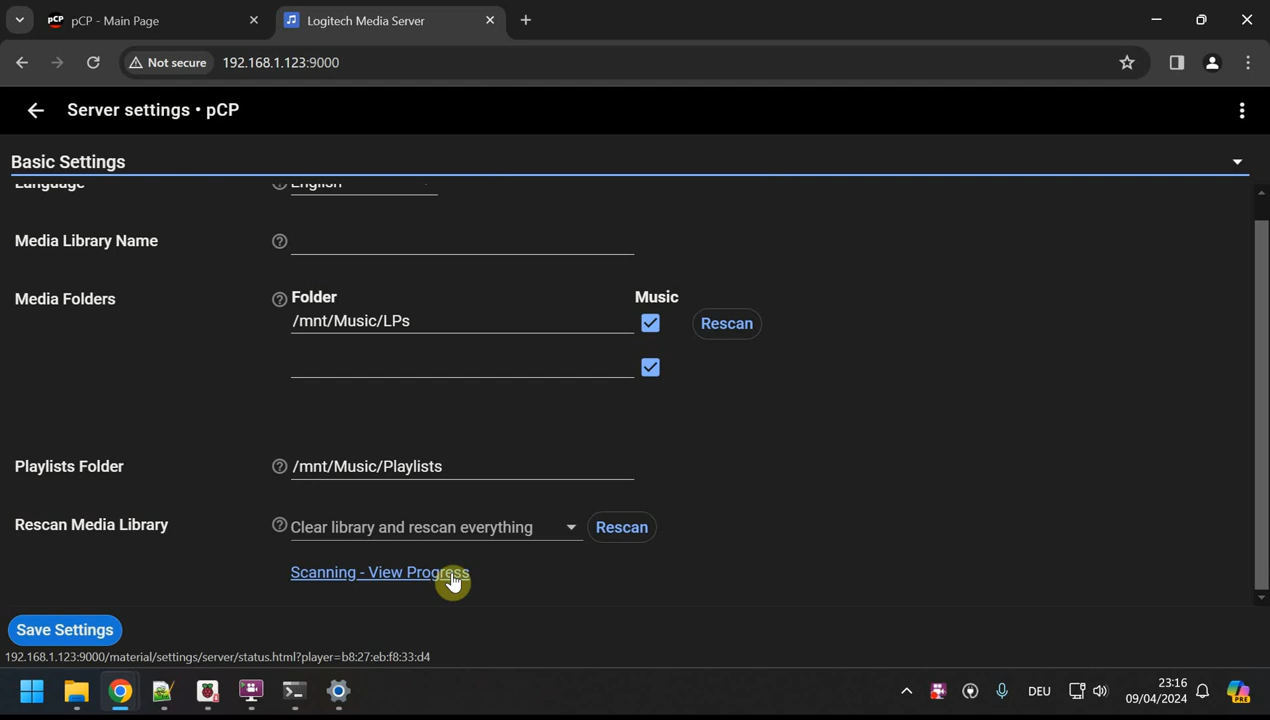 pCP - Main Page
Logitech Media Server
Not secure 192.168.1.123:9000
Server settings • pCP
Basic Settings
Language English
Media Library Name
Media Folders Folder Music
/mnt/Music/LPs Rescan
Playlists Folder /mnt/Music/Playlists
Rescan Media Library Clear library and rescan everything Rescan
Scanning - View Progress
Save Settings
192.168.1.123:9000/material/settings/server/status.html?player=b8:27:eb:f8:33:d4
DEU 23:16
09/04/2024
PRE